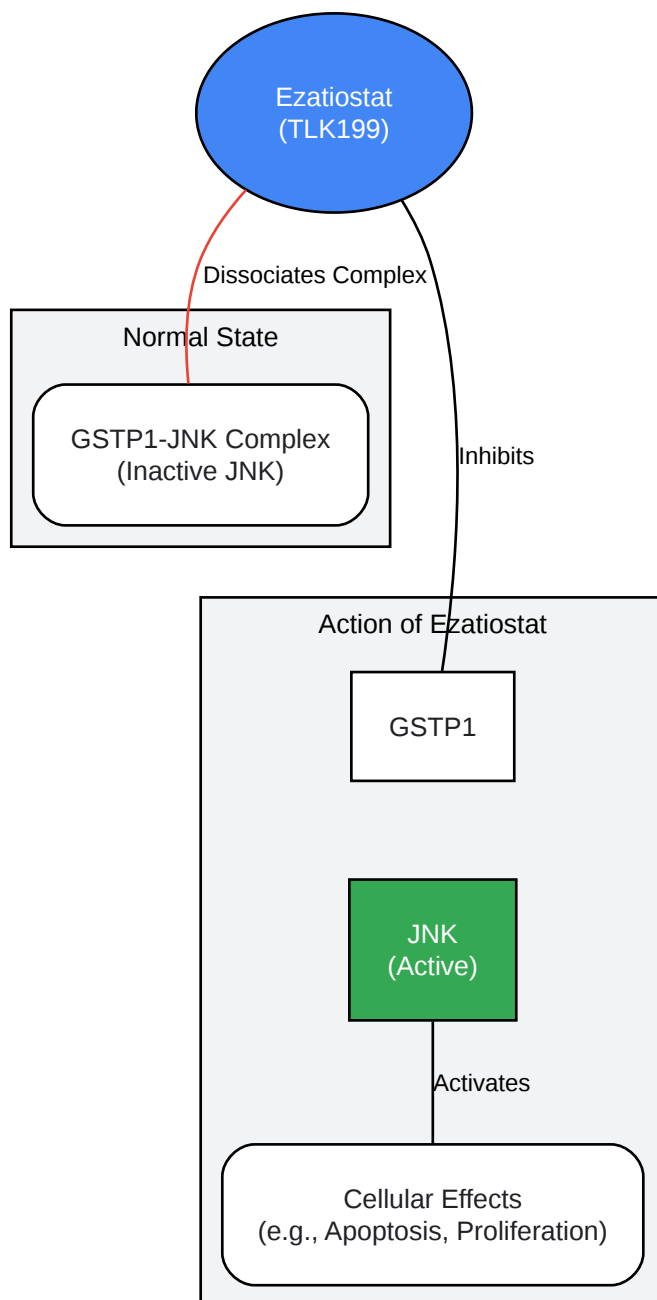 Ezatiostat
(TLK199)
Dissociates Complex
Normal State
GSTP1-JNK Complex
(Inactive JNK)
Inhibits
Action of Ezatiostat
GSTP1
JNK
(Active)
Activates
Cellular Effects
(e.g., Apoptosis, Proliferation)